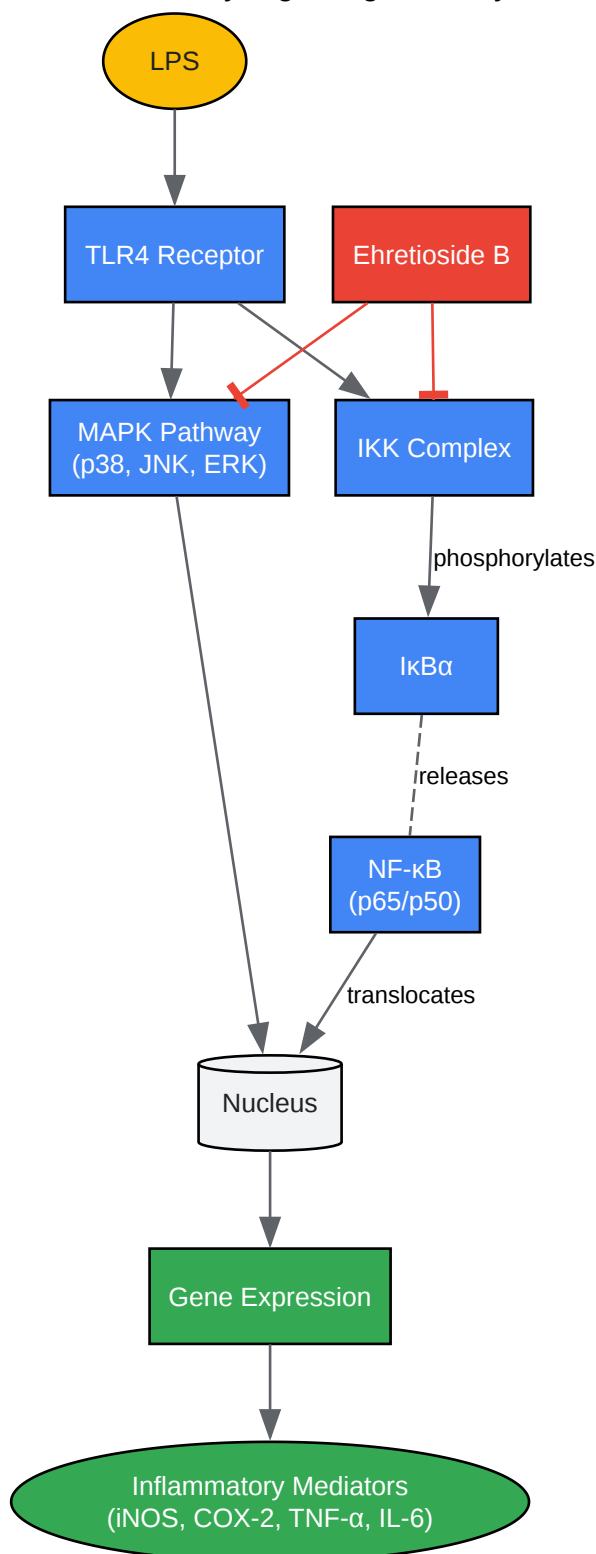 LPS
TLR4 Receptor
Ehretioside B
MAPK Pathway
(p38, JNK, ERK)
IKK Complex
phosphorylates
IκBα
releases
NF-κB
(p65/p50)
translocates
Nucleus
Gene Expression
Inflammatory Mediators
(iNOS, COX-2, TNF-α, IL-6)